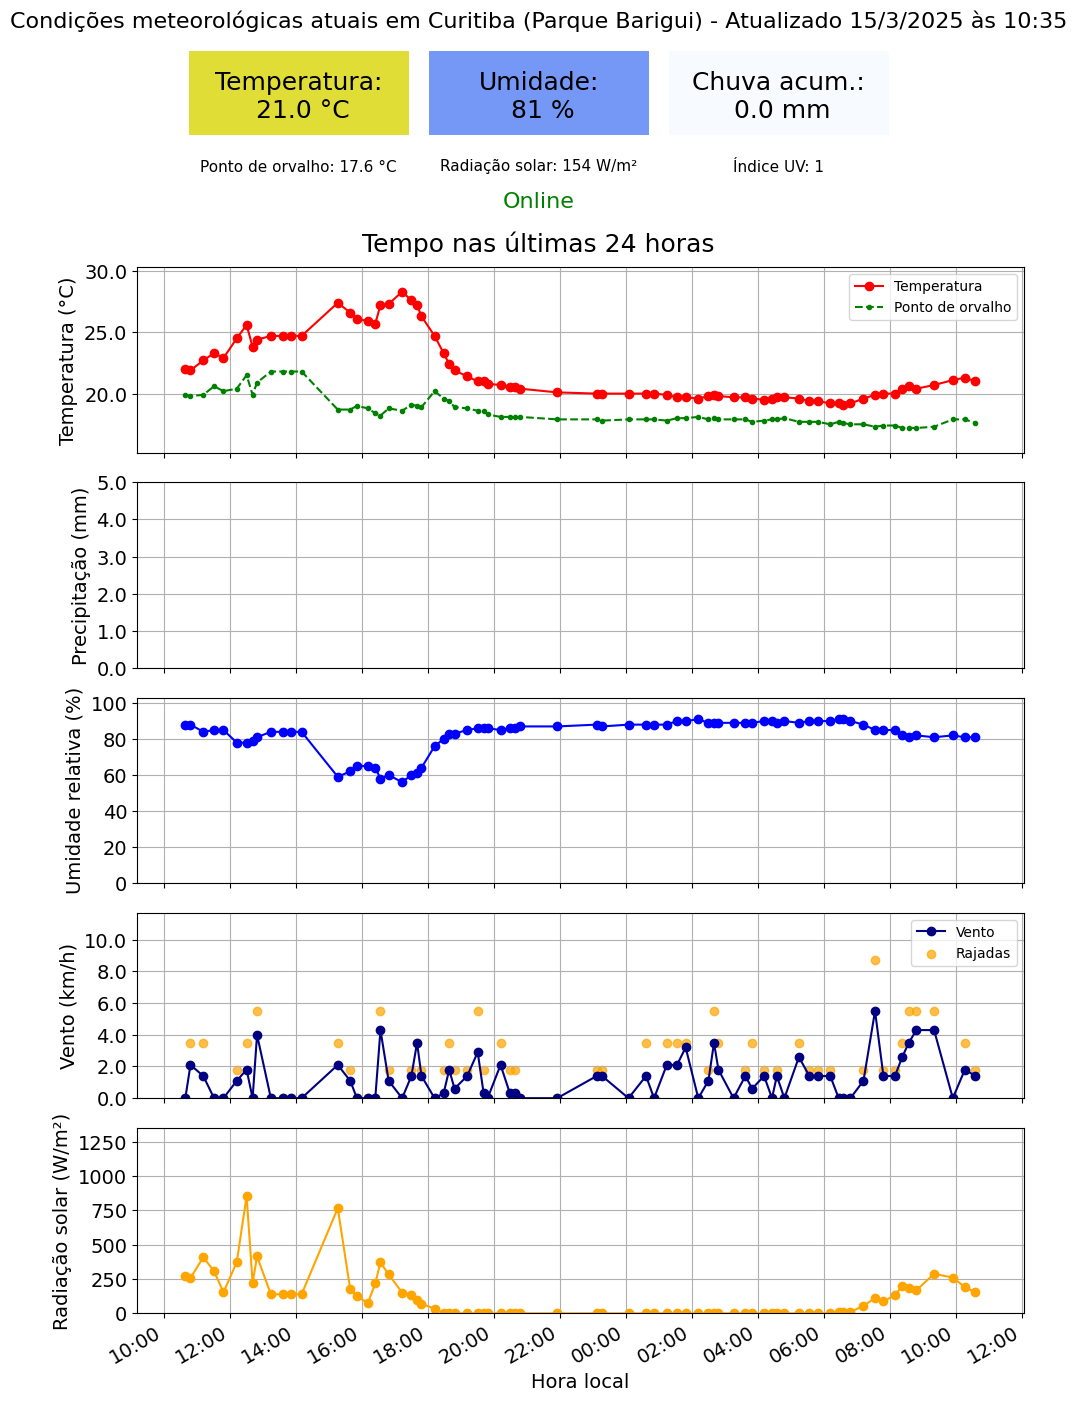 Condições meteorológicas atuais em Curitiba (Parque Barigui) - Atualizado 15/3/2025 às 10:35
Temperatura:
21.0 °C
Umidade:
81 %
Chuva acum.:
0.0 mm
Ponto de orvalho: 17.6 °C
Radiação solar: 154 W/m²
Índice UV: 1
Online
Tempo nas últimas 24 horas
Temperatura (°C)
30.0
25.0
20.0
Temperatura
Ponto de orvalho
Precipitação (mm)
5.0
4.0
3.0
2.0
1.0
0.0
Umidade relativa (%)
100
80
60
40
20
0
Vento (km/h)
10.0
8.0
6.0
4.0
2.0
0.0
Vento
Rajadas
Radiação solar (W/m²)
1250
1000
750
500
250
0
10:00
12:00
14:00
16:00
18:00
20:00
22:00
00:00
02:00
04:00
06:00
08:00
10:00
12:00
Hora local